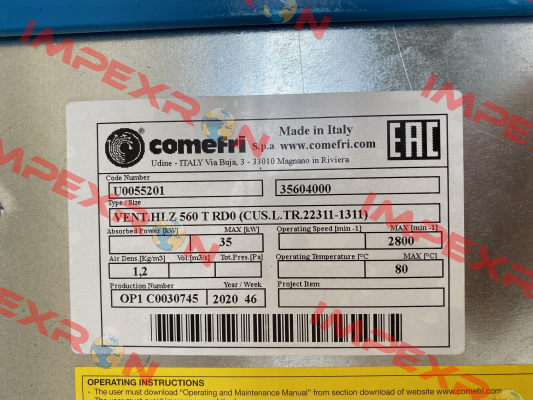 comefri S.p.a.
Made in Italy
www.comefri.com
EAC
Udine - ITALY Via Buja, 3 - 33010 Magnano in Riviera
Code Number
U0055201 35604000
Type / Size
VENT.HLZ 560 T RD0 (CUS.L.TR.22311-1311)
Absorbed Power [kW] MAX [kW] Operating Speed [min -1] MAX [min -1]
35 2800
Air Dens.[Kg/m3] Vol.[m3/s] Tot.Pres.[Pa] Operating Temperature [°C MAX [°C]
1,2 80
Production Number Year / Week Project Item
OP1 C0030745 2020 46
OPERATING INSTRUCTIONS
- The user must download "Operating and Maintenance Manual" from section download of website www.comefri.com
IMPEXRON
IMPEXRON
IMPEXRON
IMPEXRON